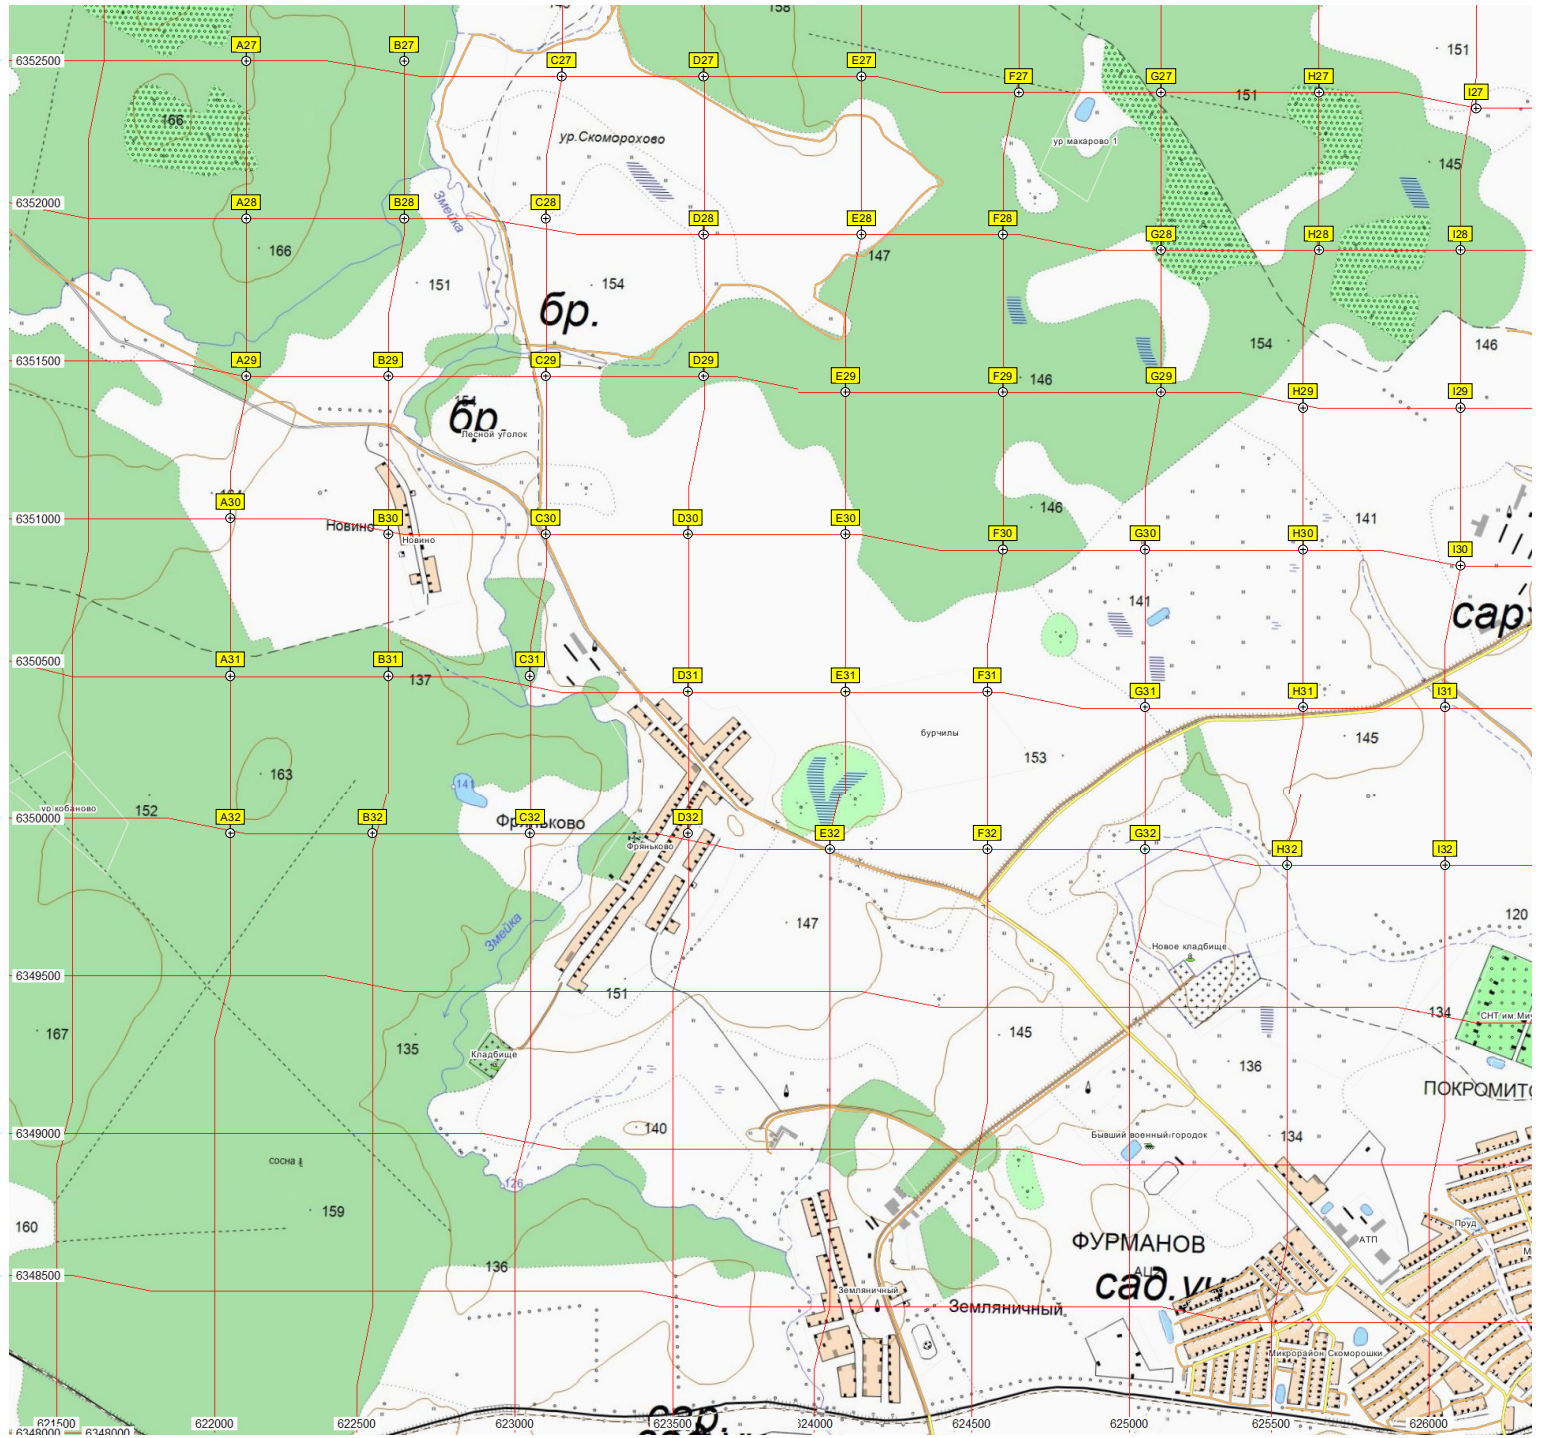 158
151
A27
B27
C27
D27
E27
F27
G27
H27
I27
6352500
166
151
ур.Скоморохово
ур макарово 1
145
6352000
A28
B28
C28
D28
E28
F28
G28
H28
I28
Змейка
166
151
154
147
бр.
6351500
154
146
A29
B29
C29
D29
E29
F29
G29
H29
I29
146
бр.
Лесной уголок
A30
B30
C30
D30
E30
F30
G30
H30
I30
6351000
146
141
Новино
Новино
141
сар
6350500
A31
B31
C31
D31
E31
F31
G31
H31
I31
137
бурчилы
153
145
163
141
ур кобаново
152
6350000
A32
B32
C32
D32
E32
F32
G32
H32
I32
Фряньково
Фряньково
Змейка
147
120
Новое кладбище
6349500
151
134
СНТ им.Ми
167
135
145
Кладбище
136
ПОКРОМИТ
6349000
140
Бывший военный городок
134
сосна
126
159
160
Пруд
АТП
ФУРМАНОВ
136
6348500
сад.уч
Земляничный
Земляничный
Микрорайон Скоморошки
сар
621500
622000
622500
623000
623500
624000
624500
625000
625500
626000
6348000
6348000